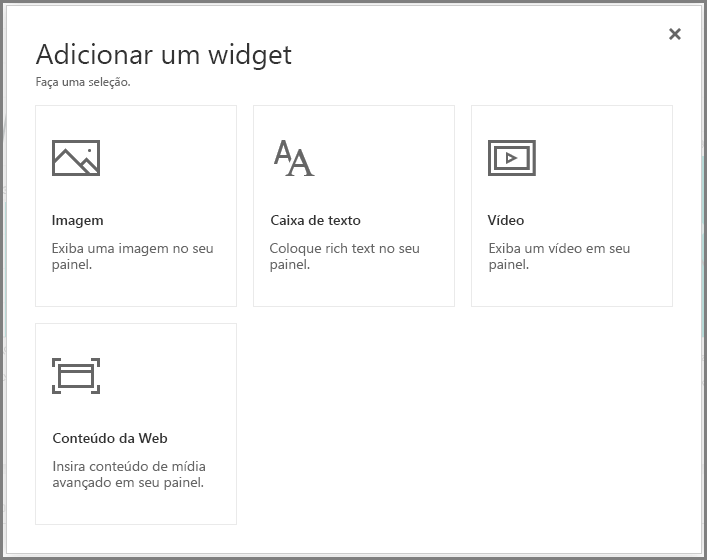 Adicionar um widget
Faça uma seleção.
Imagem
Exiba uma imagem no seu
painel.
Caixa de texto
Coloque rich text no seu
painel.
Vídeo
Exiba um vídeo em seu
painel.
Conteúdo da Web
Insira conteúdo de mídia
avançado em seu painel.